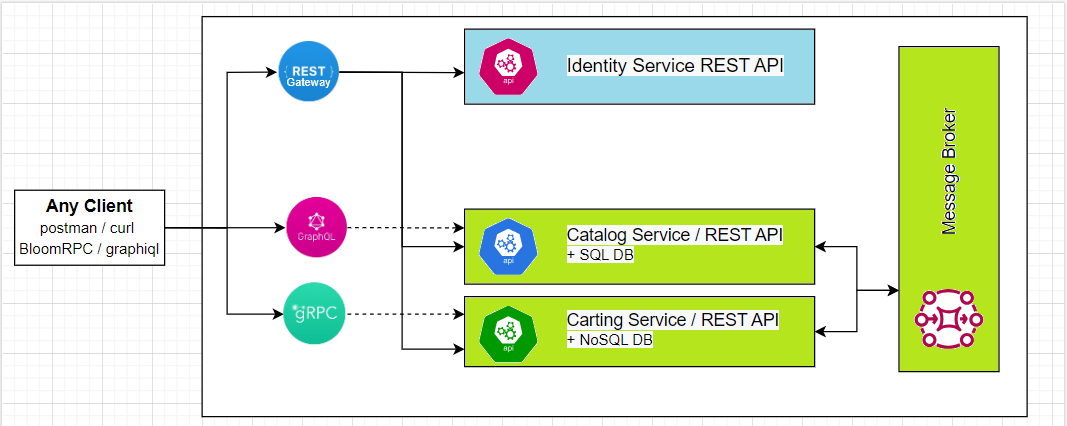 { REST }
Gateway
api
Identity Service REST API
Message Broker
Any Client
postman / curl
BloomRPC / graphiql
GraphQL
api
Catalog Service / REST API
+ SQL DB
gRPC
api
Carting Service / REST API
+ NoSQL DB